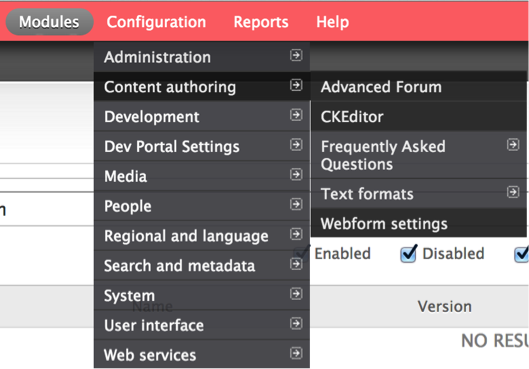 Modules Configuration Reports Help
Administration
Content authoring
Development
Dev Portal Settings
Media
People
Regional and language
Search and metadata
System
User interface
Web services
Advanced Forum
CKEditor
Frequently Asked
Questions
Text formats
Webform settings
Enabled Disabled
Name Version
NO RESU